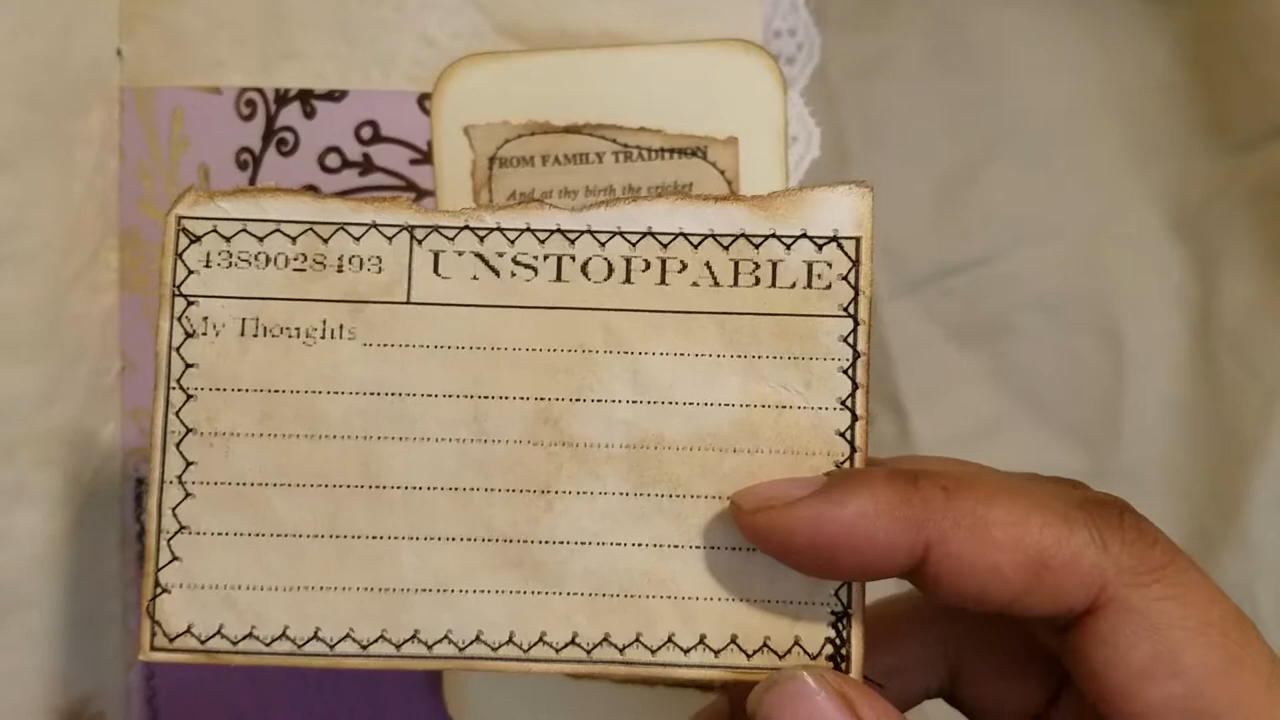 FROM FAMILY TRADITION
And at thy birth the cricket
4389028493
UNSTOPPABLE
My Thoughts